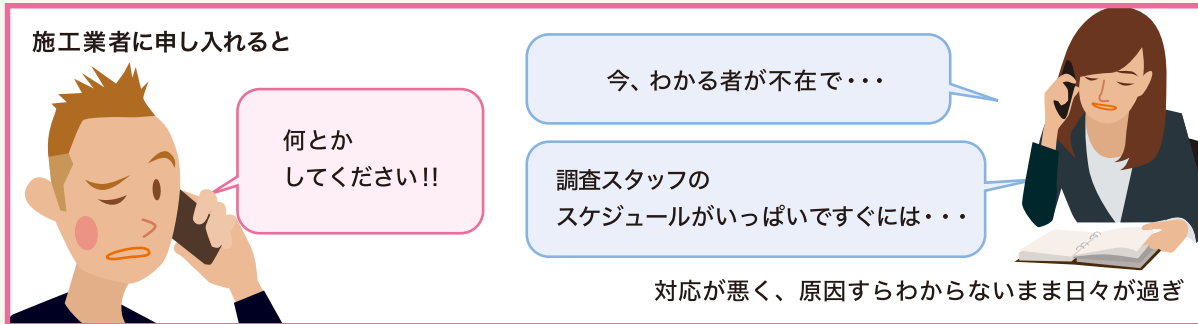 施工業者に申し入れると
何とか
してください!!
今、わかる者が不在で・・・
調査スタッフの
スケジュールがいっぱいですぐには・・・
対応が悪く、原因すらわからないまま日々が過ぎ